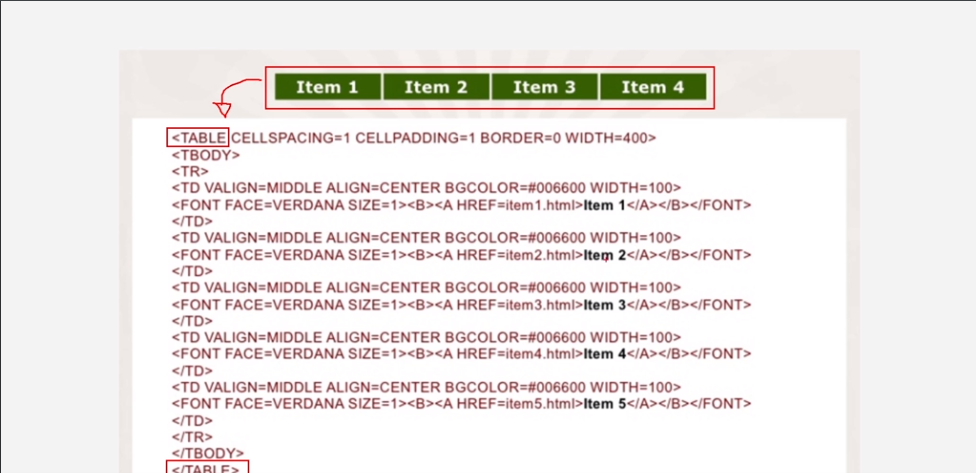 Item 1 Item 2 Item 3 Item 4
<TABLE CELLSPACING=1 CELLPADDING=1 BORDER=0 WIDTH=400>
<TBODY>
<TR>
<TD VALIGN=MIDDLE ALIGN=CENTER BGCOLOR=#006600 WIDTH=100>
<FONT FACE=VERDANA SIZE=1><B><A HREF=item1.html>Item 1</A></B></FONT>
</TD>
<TD VALIGN=MIDDLE ALIGN=CENTER BGCOLOR=#006600 WIDTH=100>
<FONT FACE=VERDANA SIZE=1><B><A HREF=item2.html>Item 2</A></B></FONT>
</TD>
<TD VALIGN=MIDDLE ALIGN=CENTER BGCOLOR=#006600 WIDTH=100>
<FONT FACE=VERDANA SIZE=1><B><A HREF=item3.html>Item 3</A></B></FONT>
</TD>
<TD VALIGN=MIDDLE ALIGN=CENTER BGCOLOR=#006600 WIDTH=100>
<FONT FACE=VERDANA SIZE=1><B><A HREF=item4.html>Item 4</A></B></FONT>
</TD>
<TD VALIGN=MIDDLE ALIGN=CENTER BGCOLOR=#006600 WIDTH=100>
<FONT FACE=VERDANA SIZE=1><B><A HREF=item5.html>Item 5</A></B></FONT>
</TD>
</TR>
</TBODY>
</TABLE>